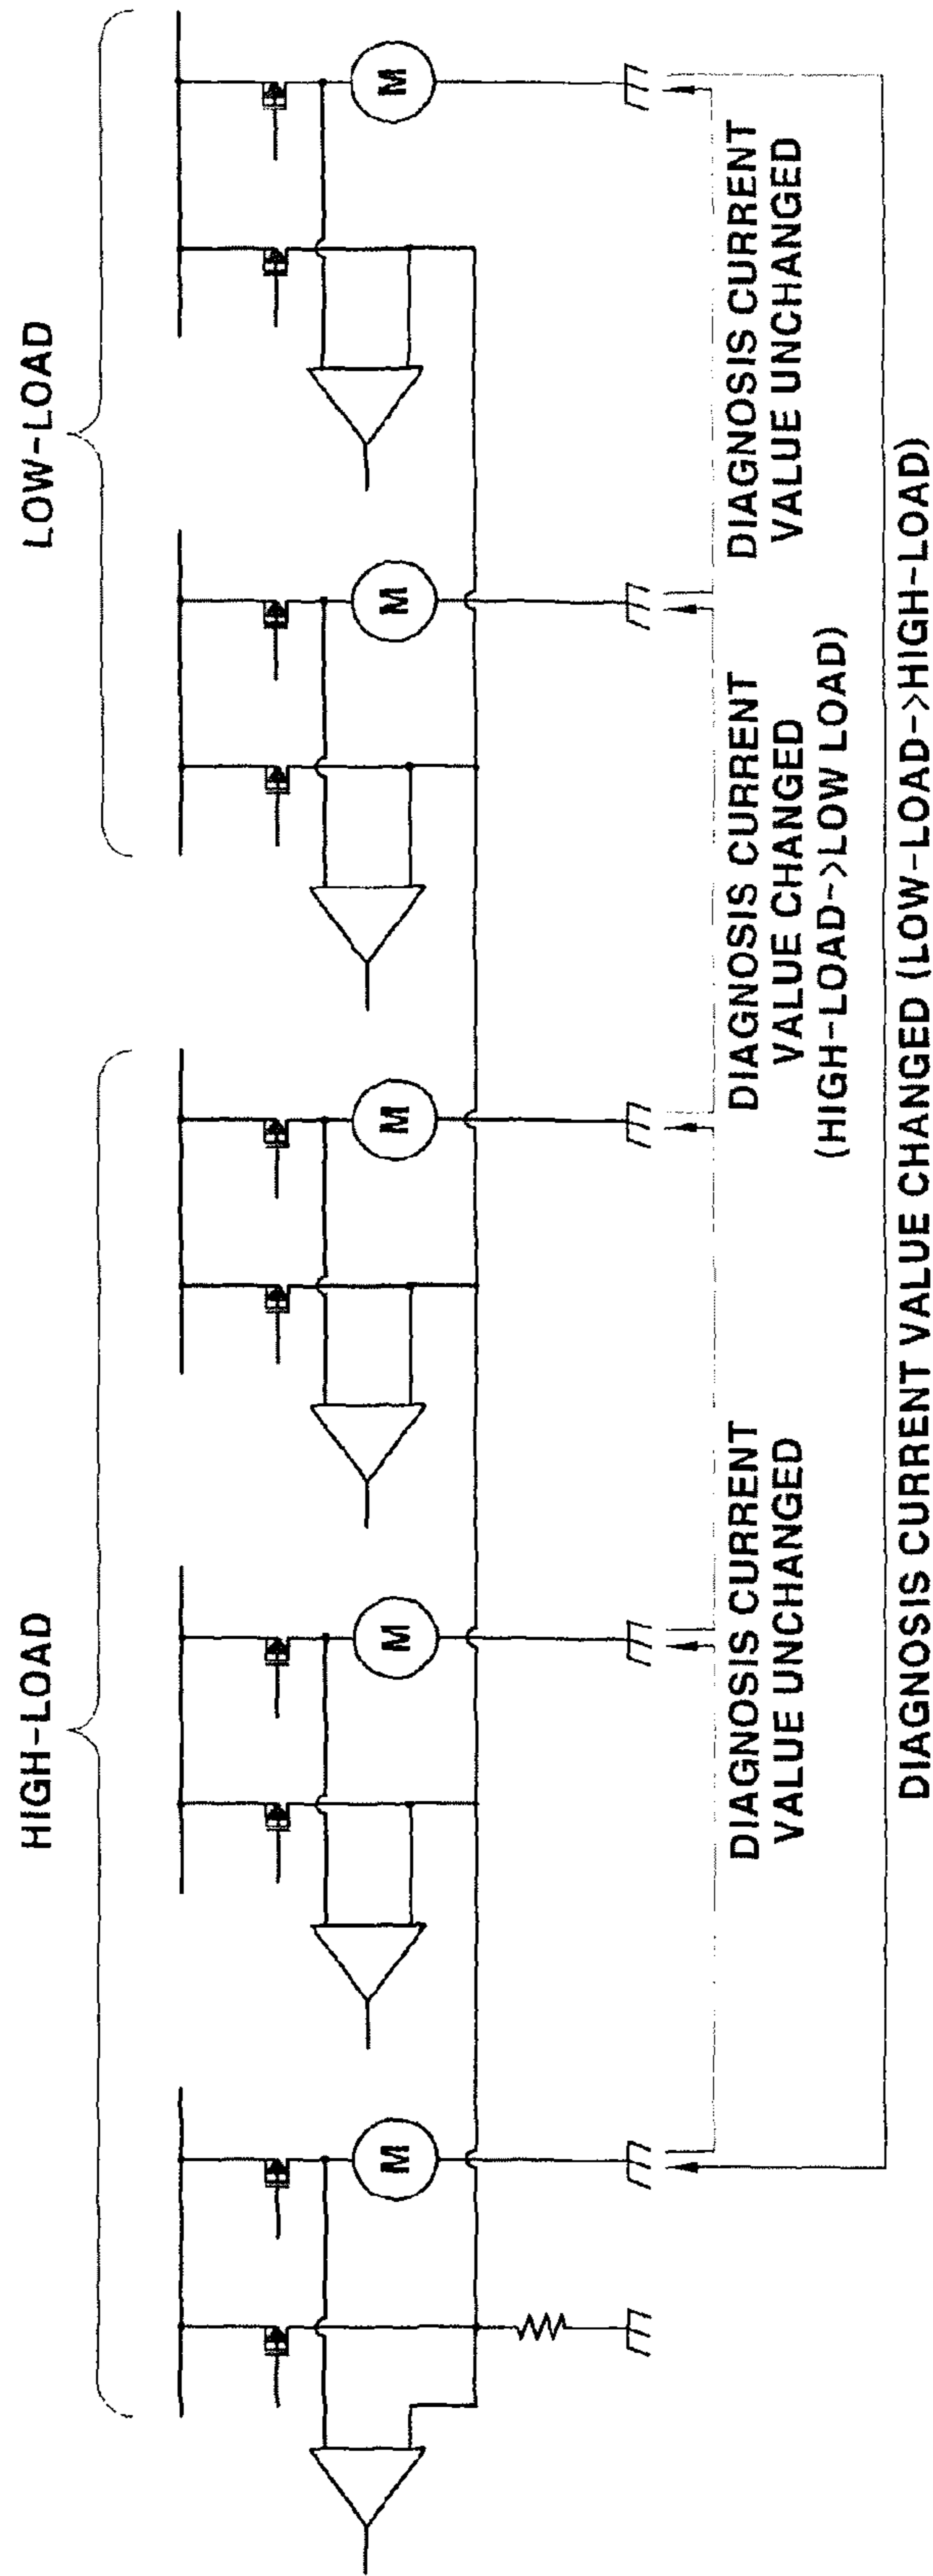 HIGH-LOAD
LOW-LOAD
M
M
M
M
M
DIAGNOSIS CURRENT
VALUE UNCHANGED
DIAGNOSIS CURRENT
VALUE CHANGED
(HIGH-LOAD->LOW LOAD)
DIAGNOSIS CURRENT
VALUE UNCHANGED
DIAGNOSIS CURRENT VALUE CHANGED (LOW-LOAD->HIGH-LOAD)